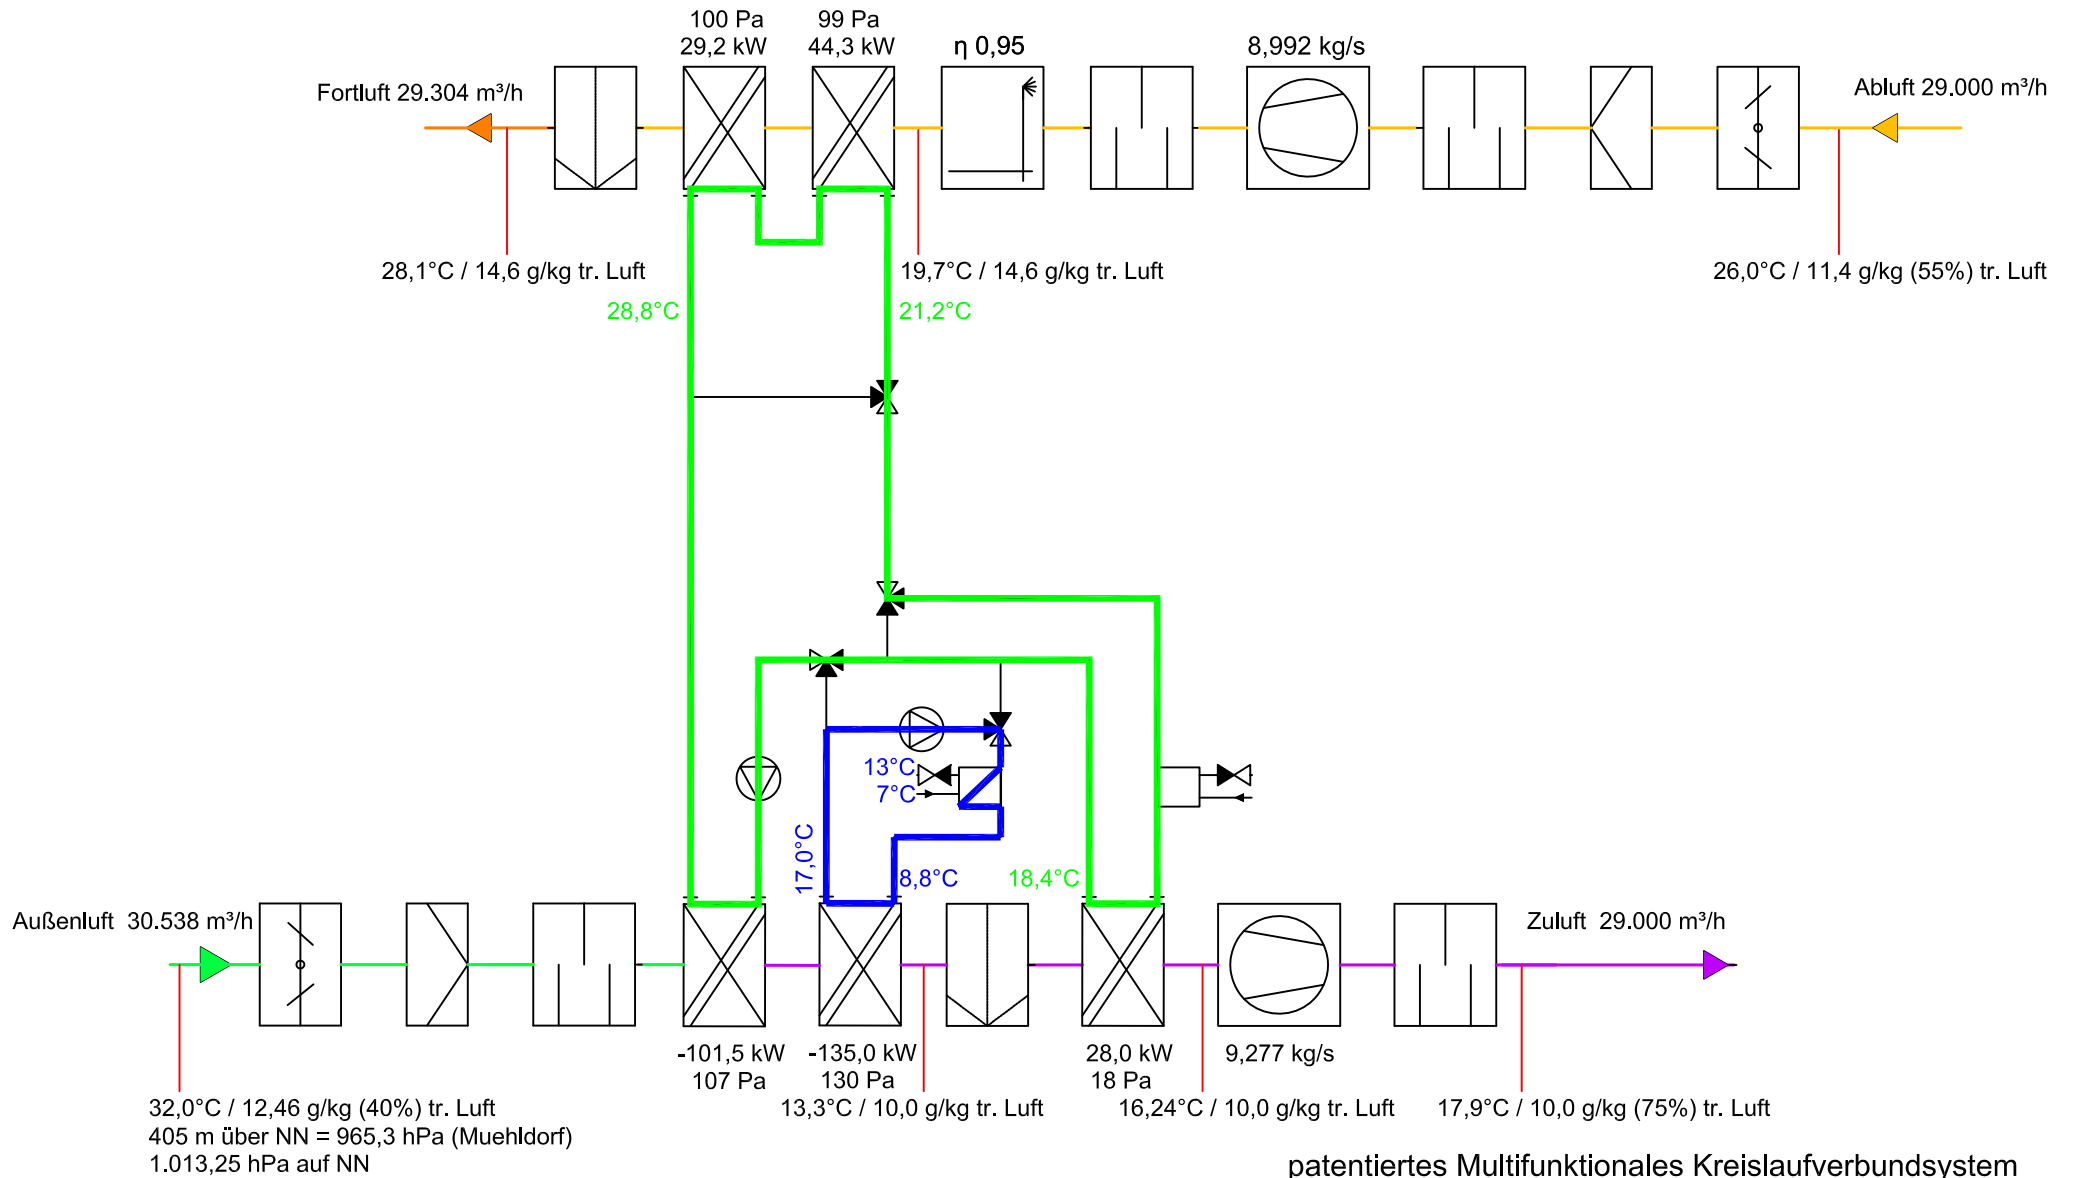 100 Pa
29,2 kW
99 Pa
44,3 kW
η 0,95
8,992 kg/s
Fortluft 29.304 m³/h
Abluft 29.000 m³/h
28,1°C / 14,6 g/kg tr. Luft
19,7°C / 14,6 g/kg tr. Luft
26,0°C / 11,4 g/kg (55%) tr. Luft
28,8°C
21,2°C
13°C
7°C
17,0°C
8,8°C
18,4°C
Außenluft 30.538 m³/h
Zuluft 29.000 m³/h
-101,5 kW
107 Pa
-135,0 kW
130 Pa
28,0 kW
18 Pa
9,277 kg/s
32,0°C / 12,46 g/kg (40%) tr. Luft
405 m über NN = 965,3 hPa (Muehldorf)
1.013,25 hPa auf NN
13,3°C / 10,0 g/kg tr. Luft
16,24°C / 10,0 g/kg tr. Luft
17,9°C / 10,0 g/kg (75%) tr. Luft
patentiertes Multifunktionales Kreislaufverbundsystem